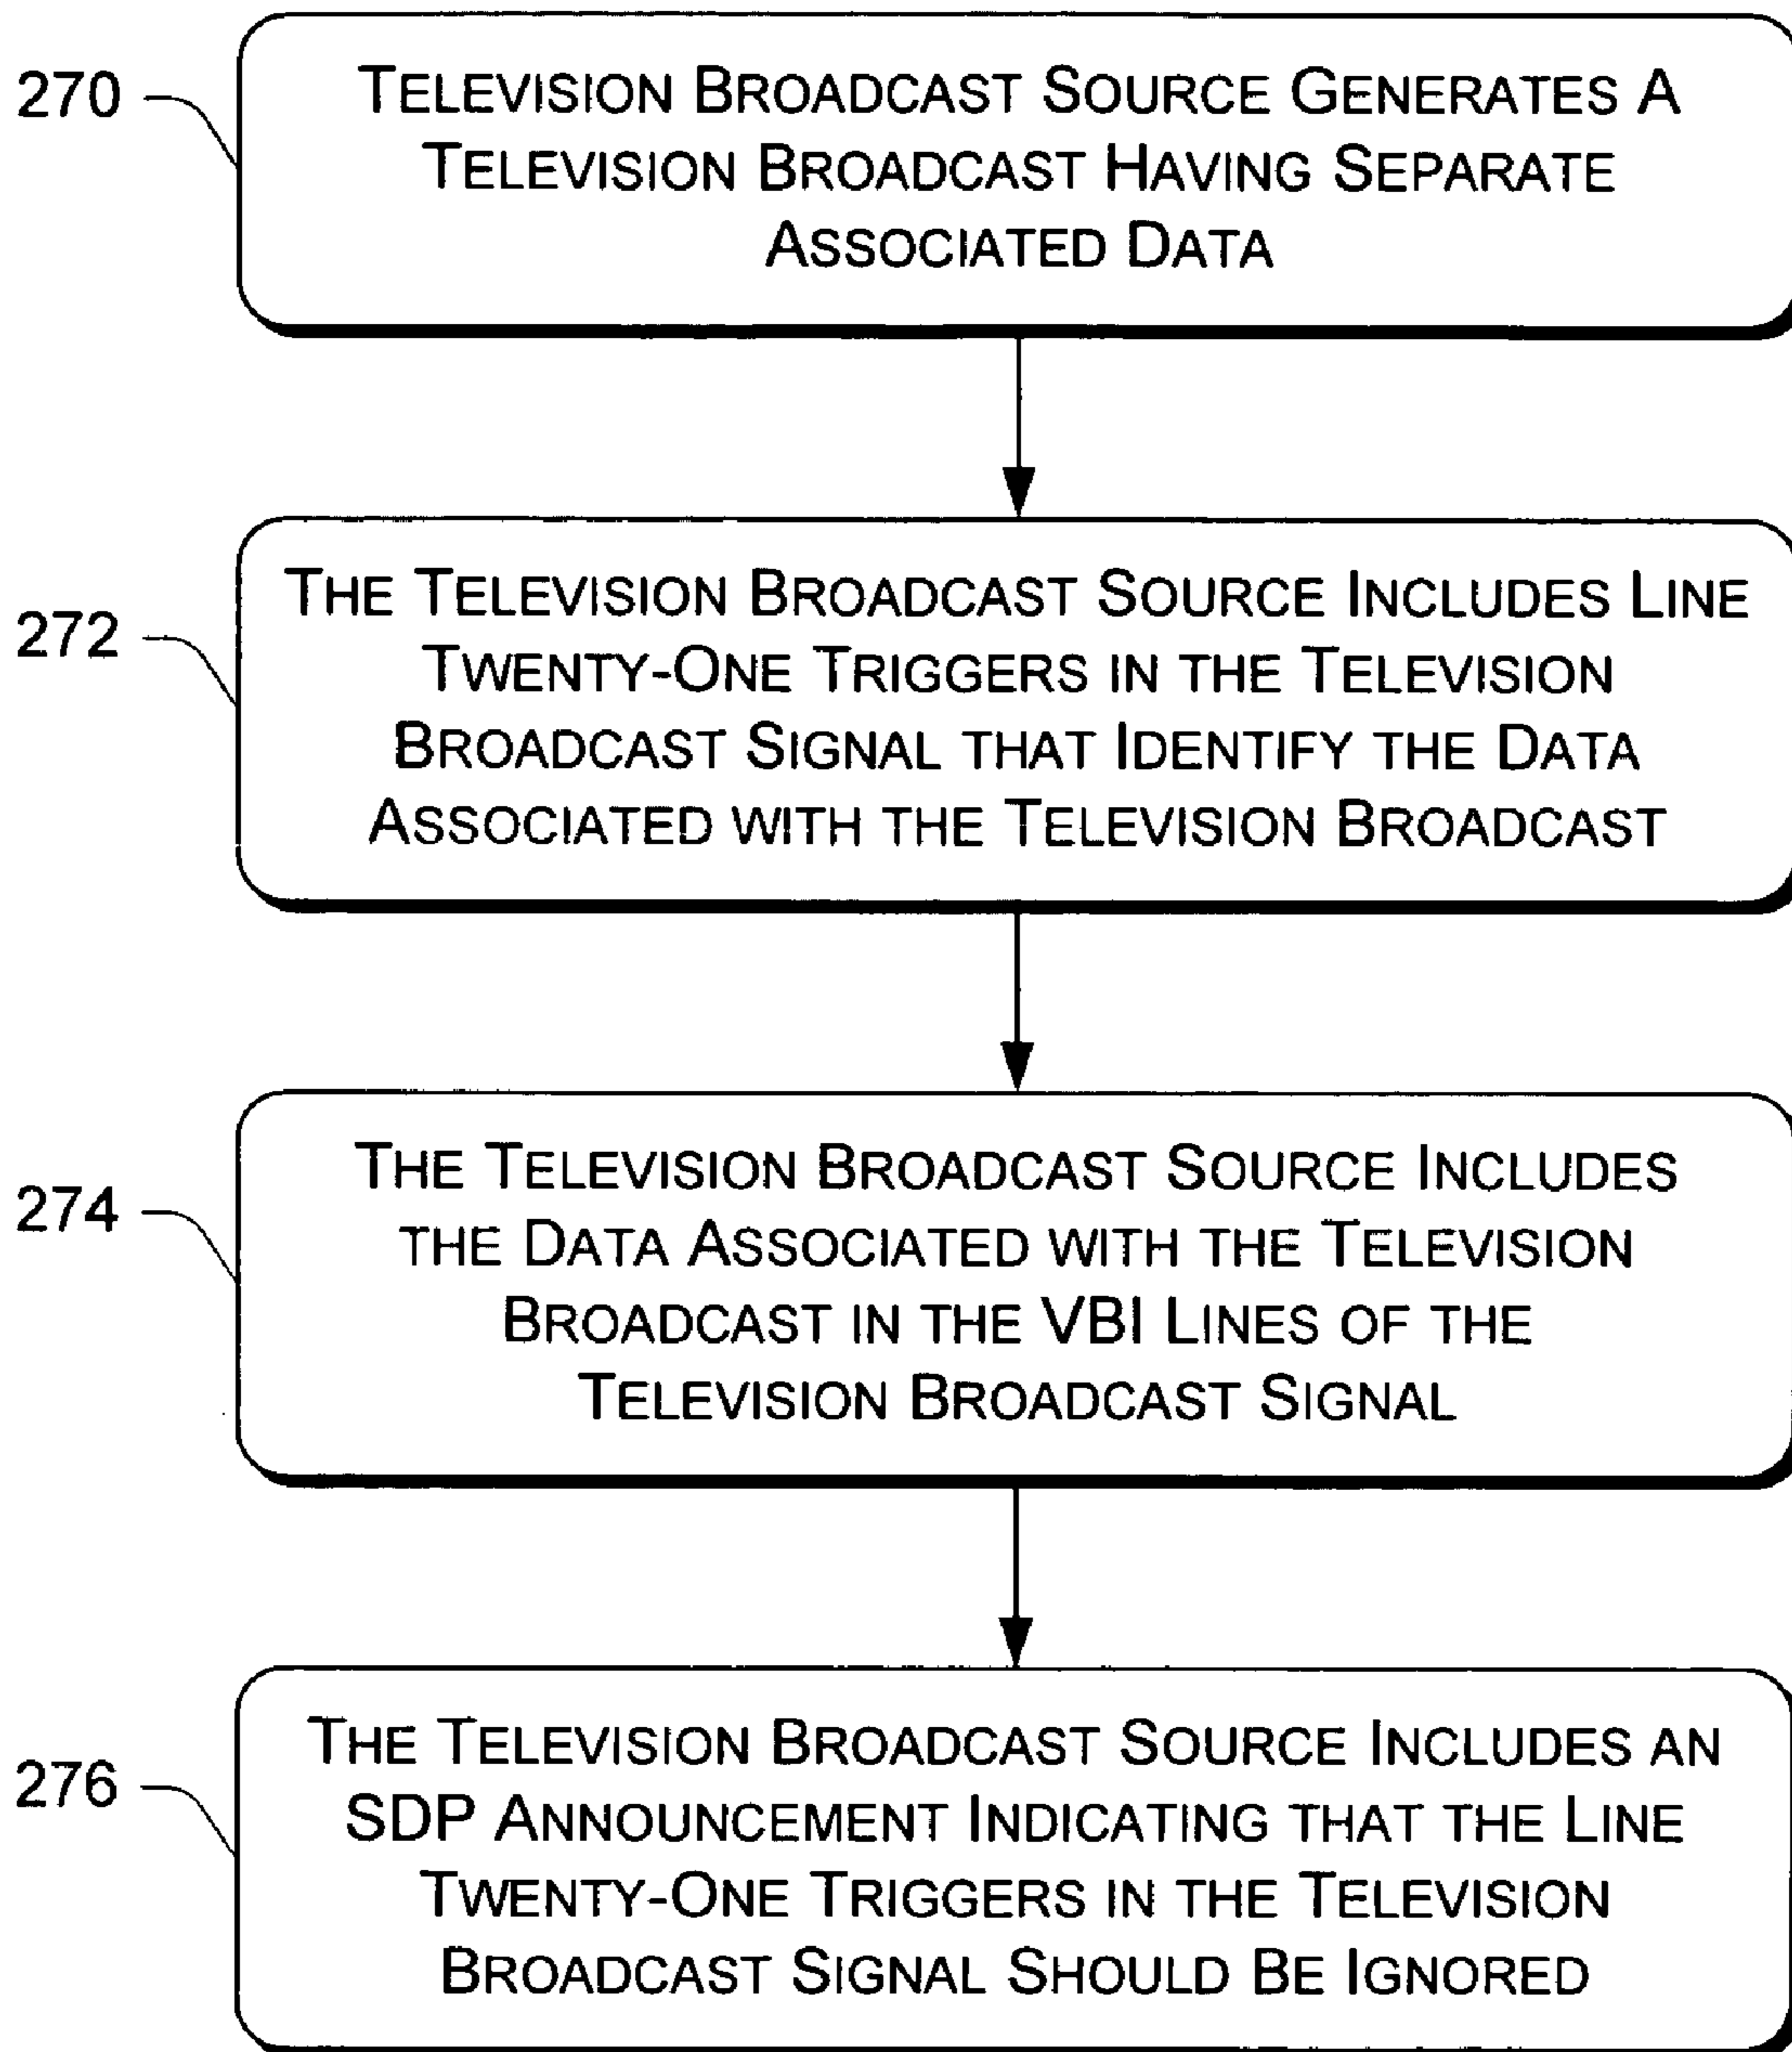 270
TELEVISION BROADCAST SOURCE GENERATES A
TELEVISION BROADCAST HAVING SEPARATE
ASSOCIATED DATA
272
THE TELEVISION BROADCAST SOURCE INCLUDES LINE
TWENTY-ONE TRIGGERS IN THE TELEVISION
BROADCAST SIGNAL THAT IDENTIFY THE DATA
ASSOCIATED WITH THE TELEVISION BROADCAST
274
THE TELEVISION BROADCAST SOURCE INCLUDES
THE DATA ASSOCIATED WITH THE TELEVISION
BROADCAST IN THE VBI LINES OF THE
TELEVISION BROADCAST SIGNAL
276
THE TELEVISION BROADCAST SOURCE INCLUDES AN
SDP ANNOUNCEMENT INDICATING THAT THE LINE
TWENTY-ONE TRIGGERS IN THE TELEVISION
BROADCAST SIGNAL SHOULD BE IGNORED